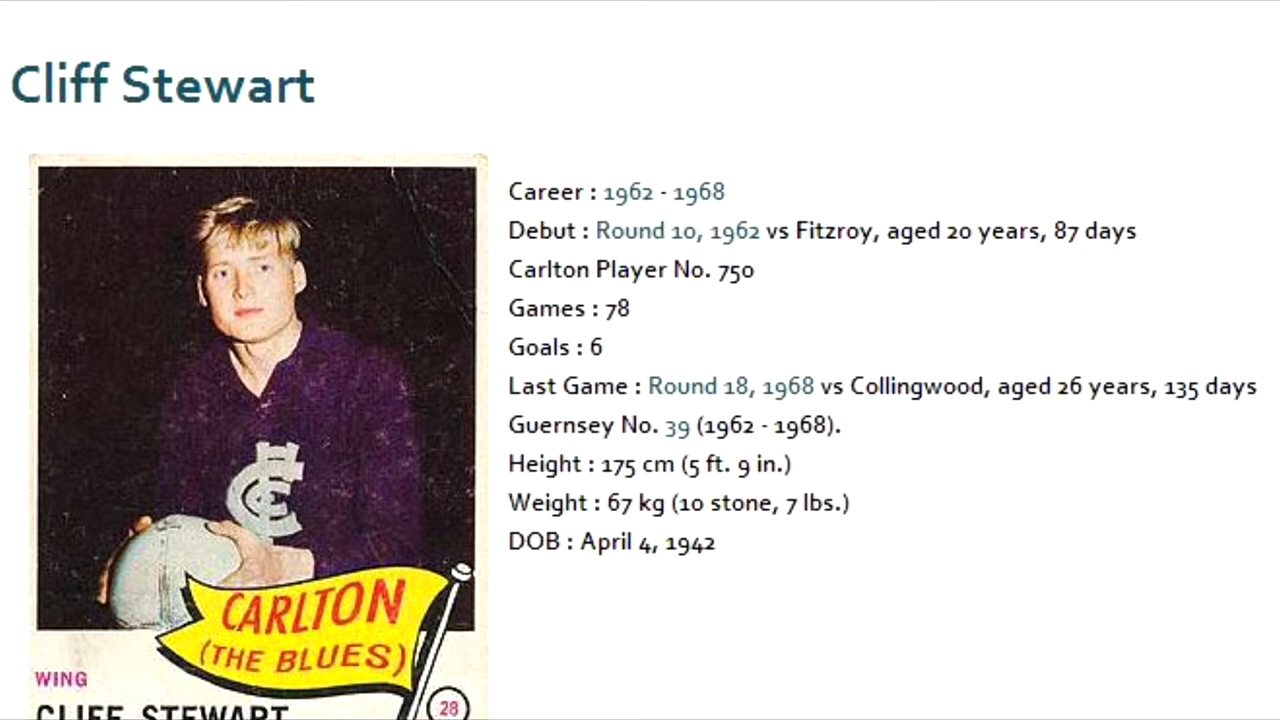 Cliff Stewart
Career : 1962 - 1968
Debut : Round 10, 1962 vs Fitzroy, aged 20 years, 87 days
Carlton Player No. 750
Games : 78
Goals : 6
Last Game : Round 18, 1968 vs Collingwood, aged 26 years, 135 days
Guernsey No. 39 (1962 - 1968).
Height : 175 cm (5 ft. 9 in.)
Weight : 67 kg (10 stone, 7 lbs.)
DOB : April 4, 1942
CARLTON
(THE BLUES)
WING
28
CLIFF STEWART